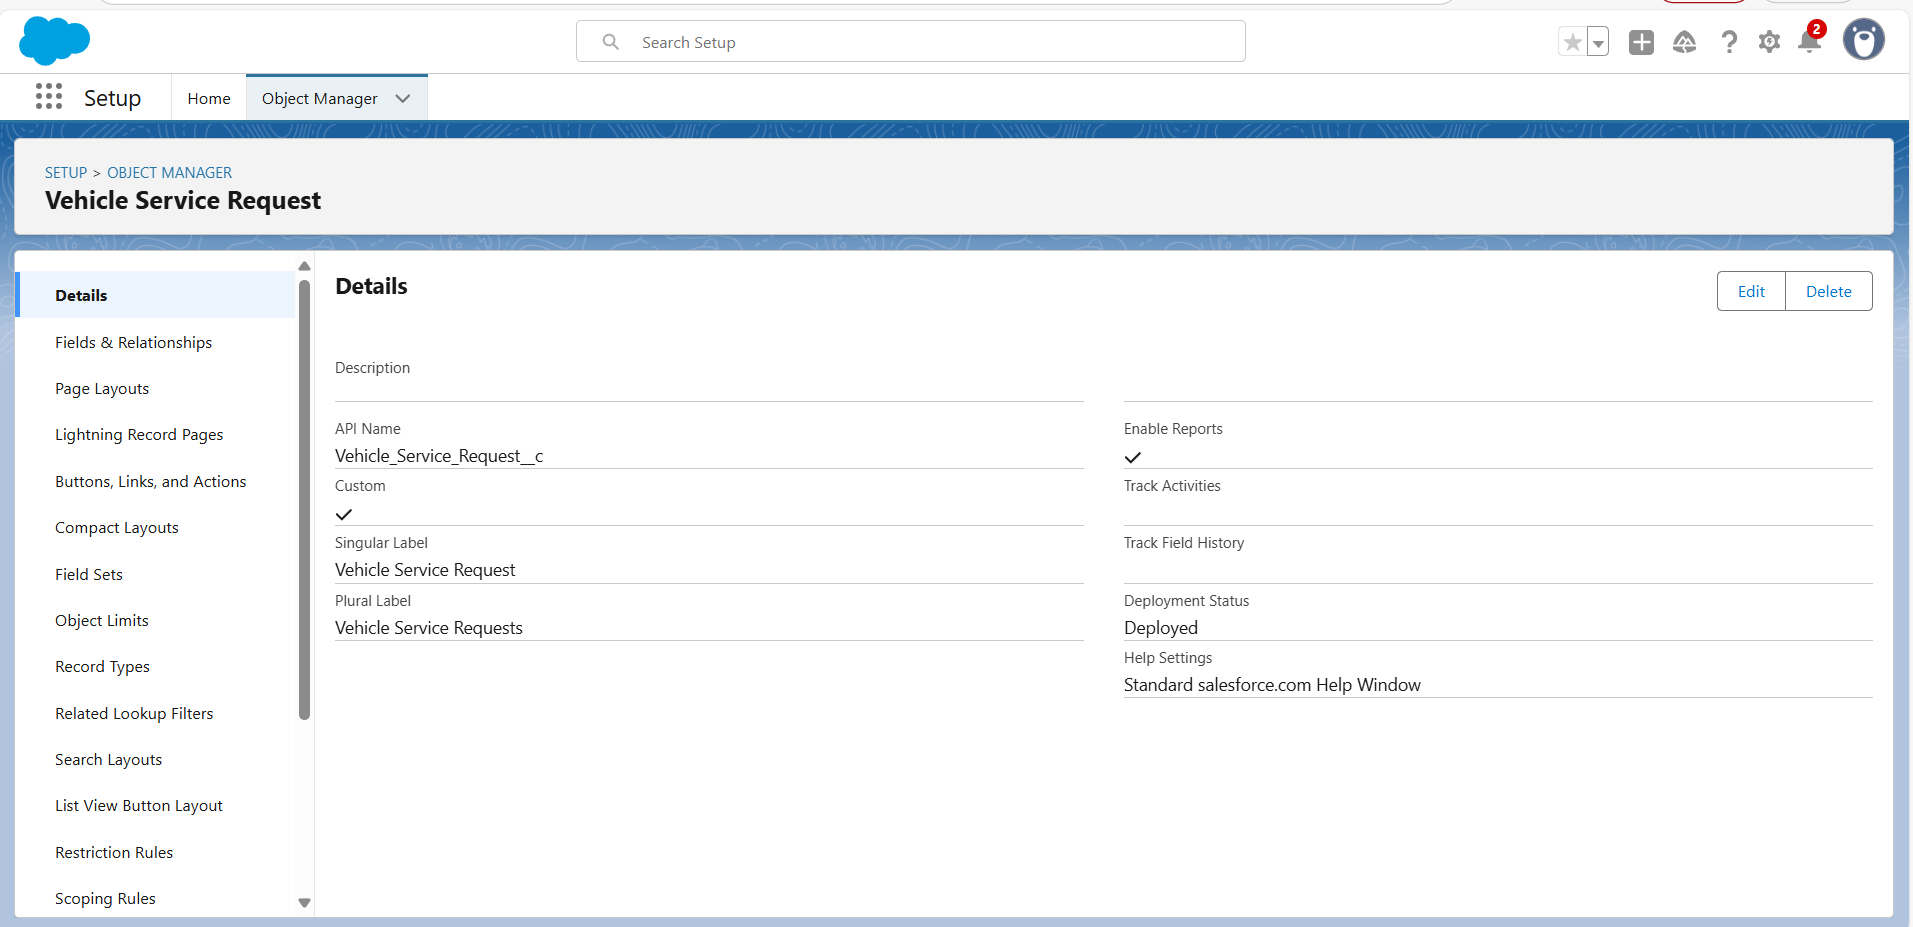 Search Setup
2
Setup
Home
Object Manager
SETUP > OBJECT MANAGER
Vehicle Service Request
Details
Fields & Relationships
Page Layouts
Lightning Record Pages
Buttons, Links, and Actions
Compact Layouts
Field Sets
Object Limits
Record Types
Related Lookup Filters
Search Layouts
List View Button Layout
Restriction Rules
Scoping Rules
Details
Edit
Delete
Description
API Name
Vehicle_Service_Request__c
Custom
Singular Label
Vehicle Service Request
Plural Label
Vehicle Service Requests
Enable Reports
Track Activities
Track Field History
Deployment Status
Deployed
Help Settings
Standard salesforce.com Help Window